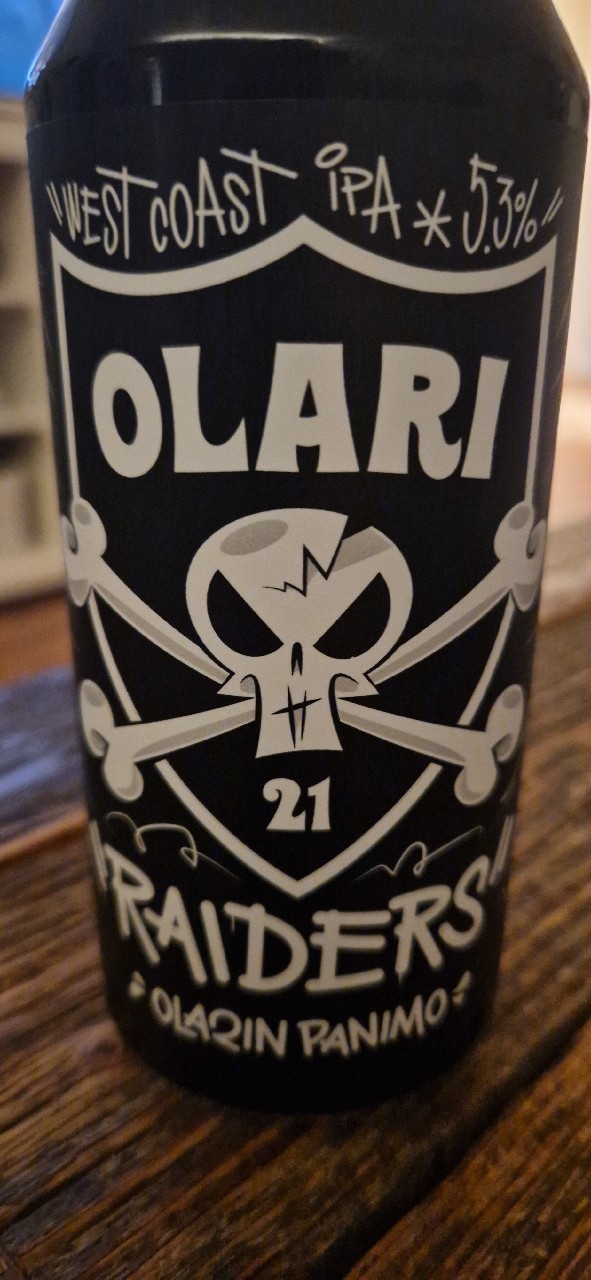 "WEST COAST IPA * 5.3%"
OLARI
21
"RAIDERS"
OLARIN PANIMO